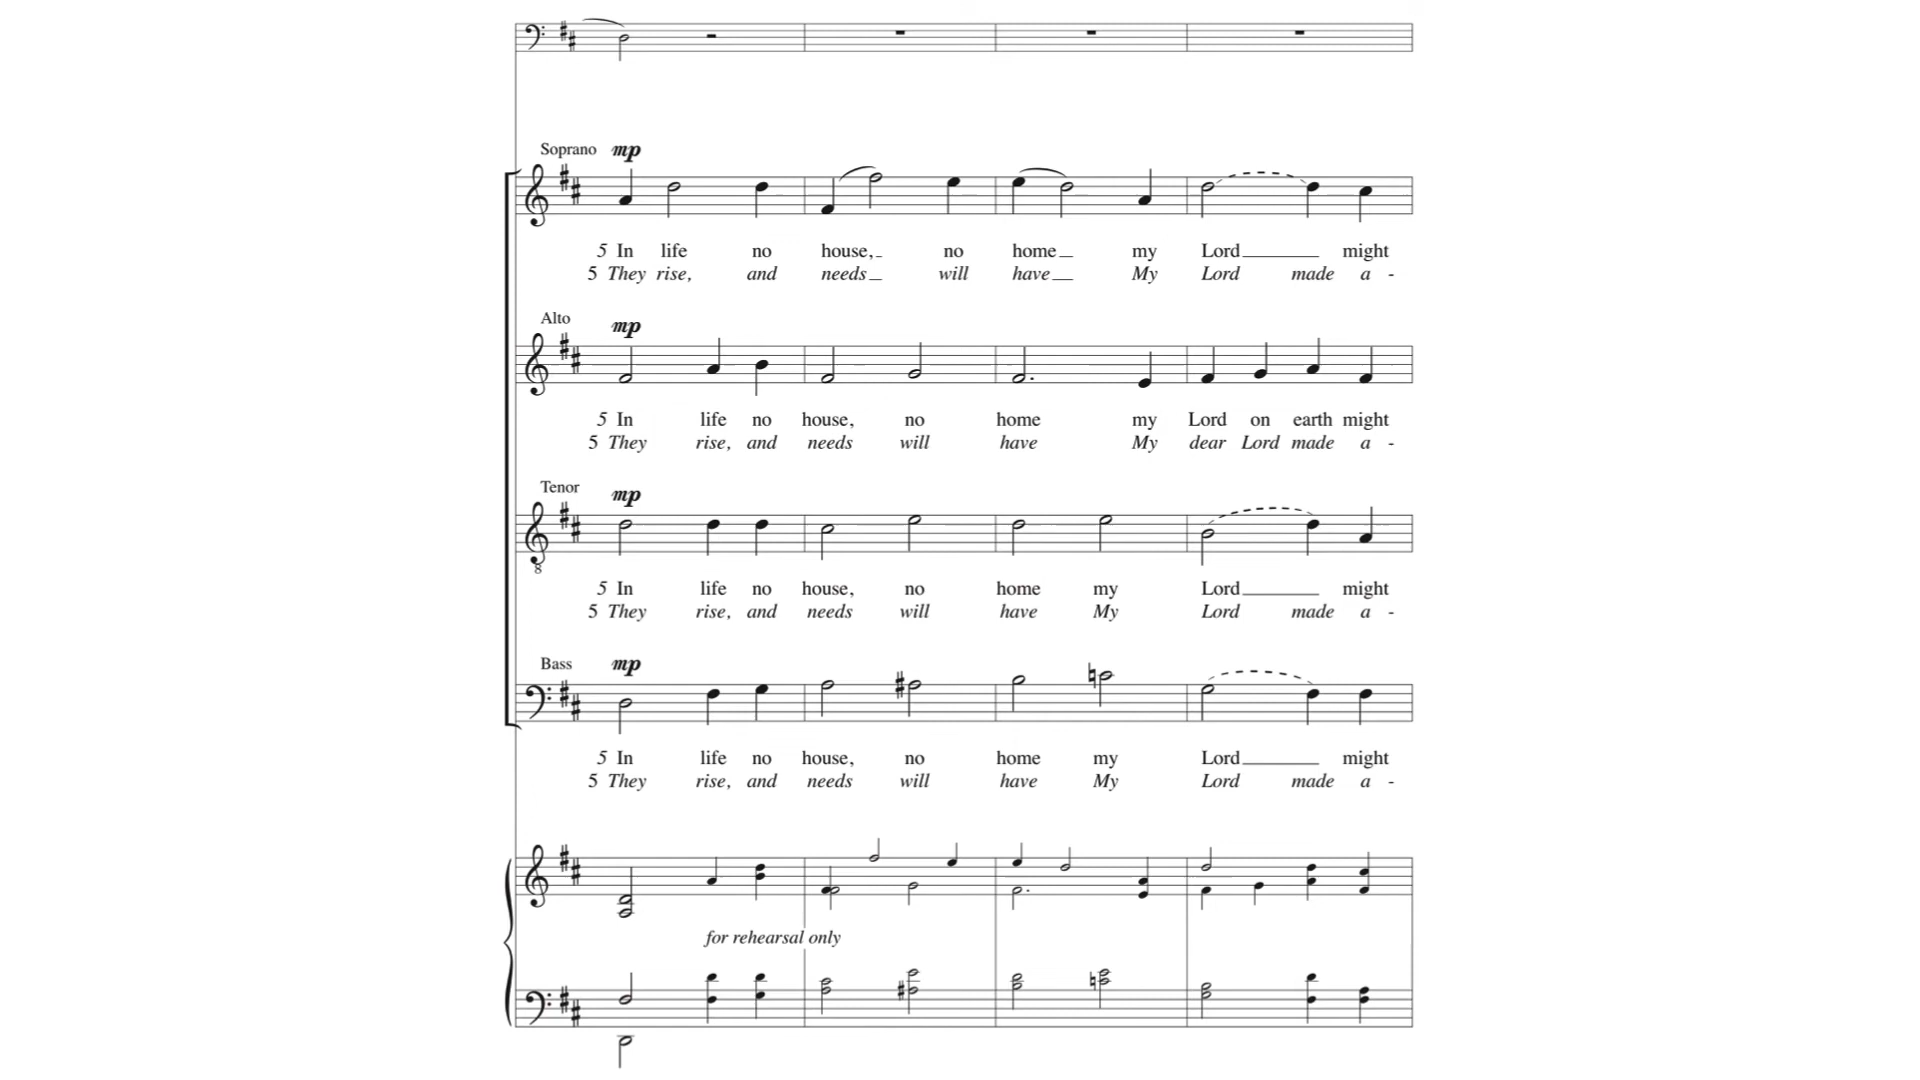 Soprano mp
5 In life no house, no home my Lord might
5 They rise, and needs will have My Lord made a -
Alto mp
5 In life no house, no home my Lord on earth might
5 They rise, and needs will have My dear Lord made a -
Tenor mp
8
5 In life no house, no home my Lord might
5 They rise, and needs will have My Lord made a -
Bass mp
5 In life no house, no home my Lord might
5 They rise, and needs will have My Lord made a -
for rehearsal only